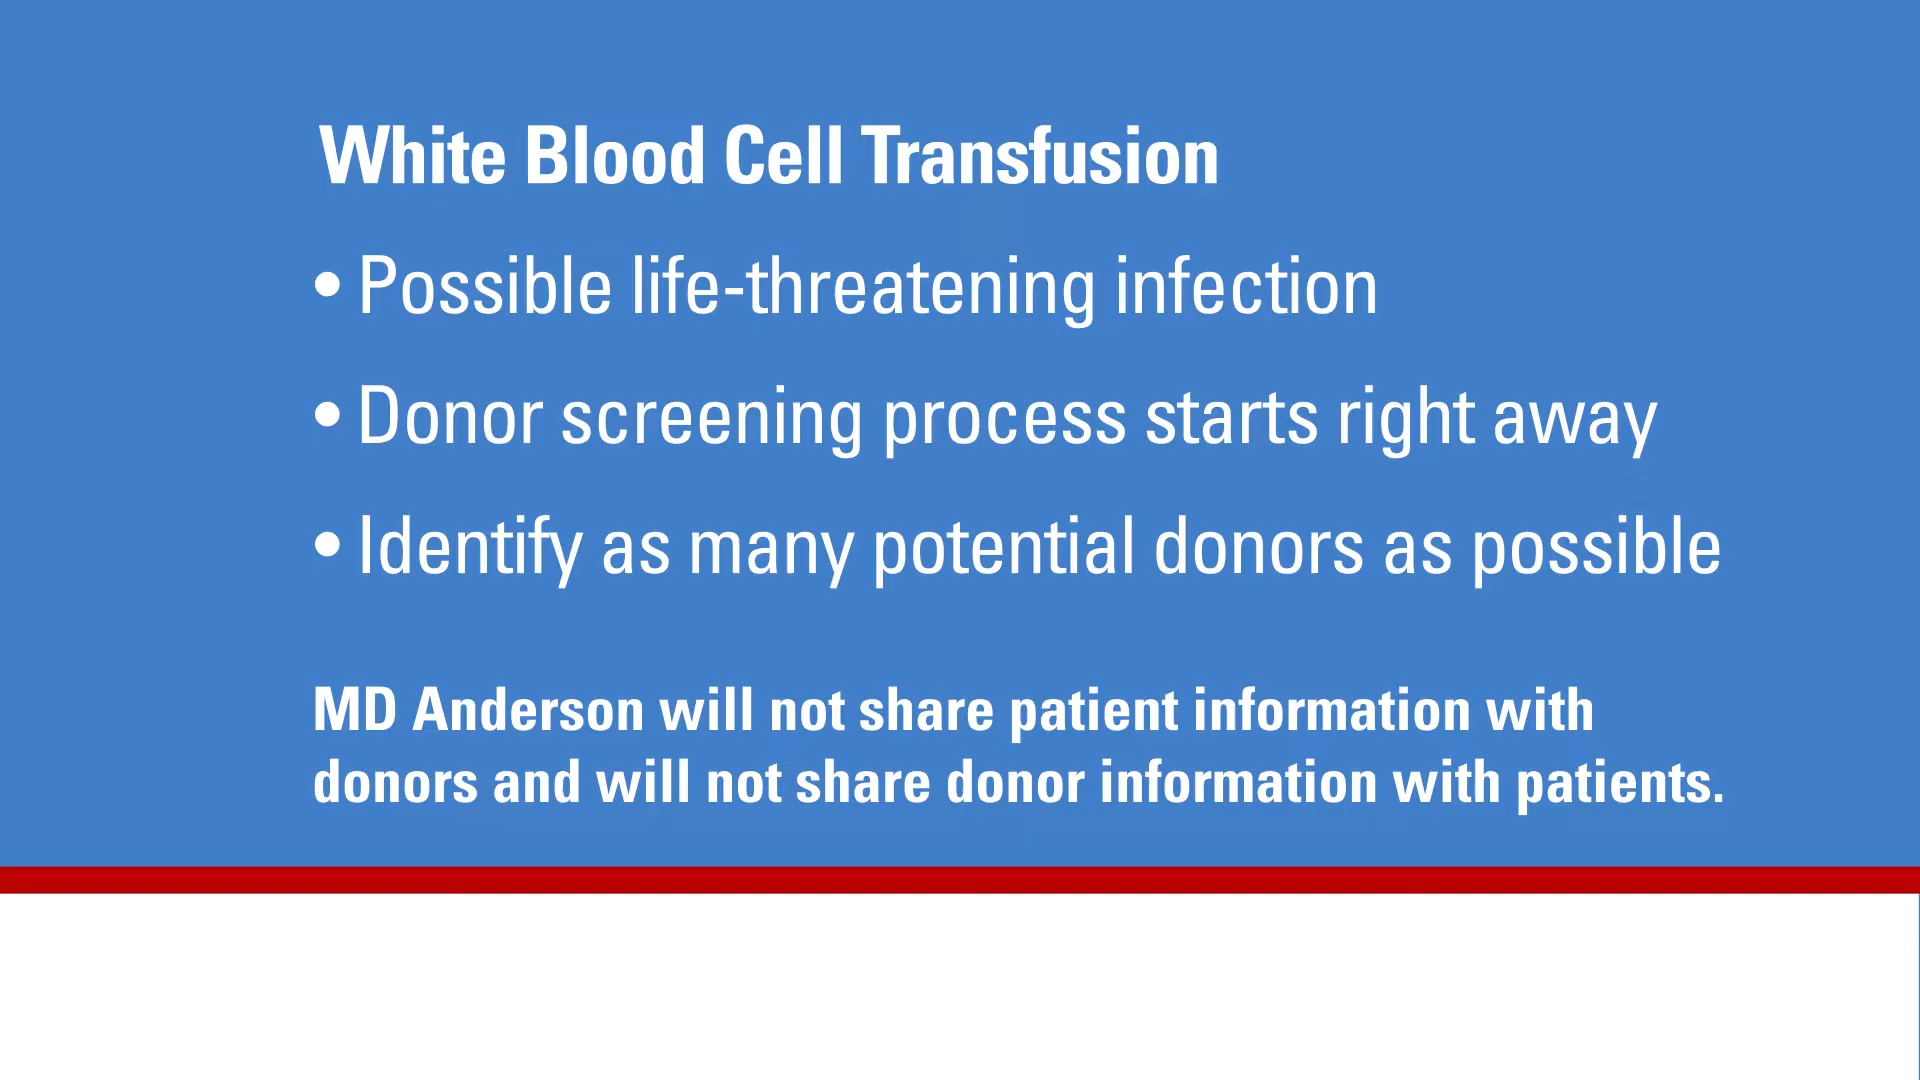 White Blood Cell Transfusion
• Possible life-threatening infection
• Donor screening process starts right away
• Identify as many potential donors as possible
MD Anderson will not share patient information with
donors and will not share donor information with patients.